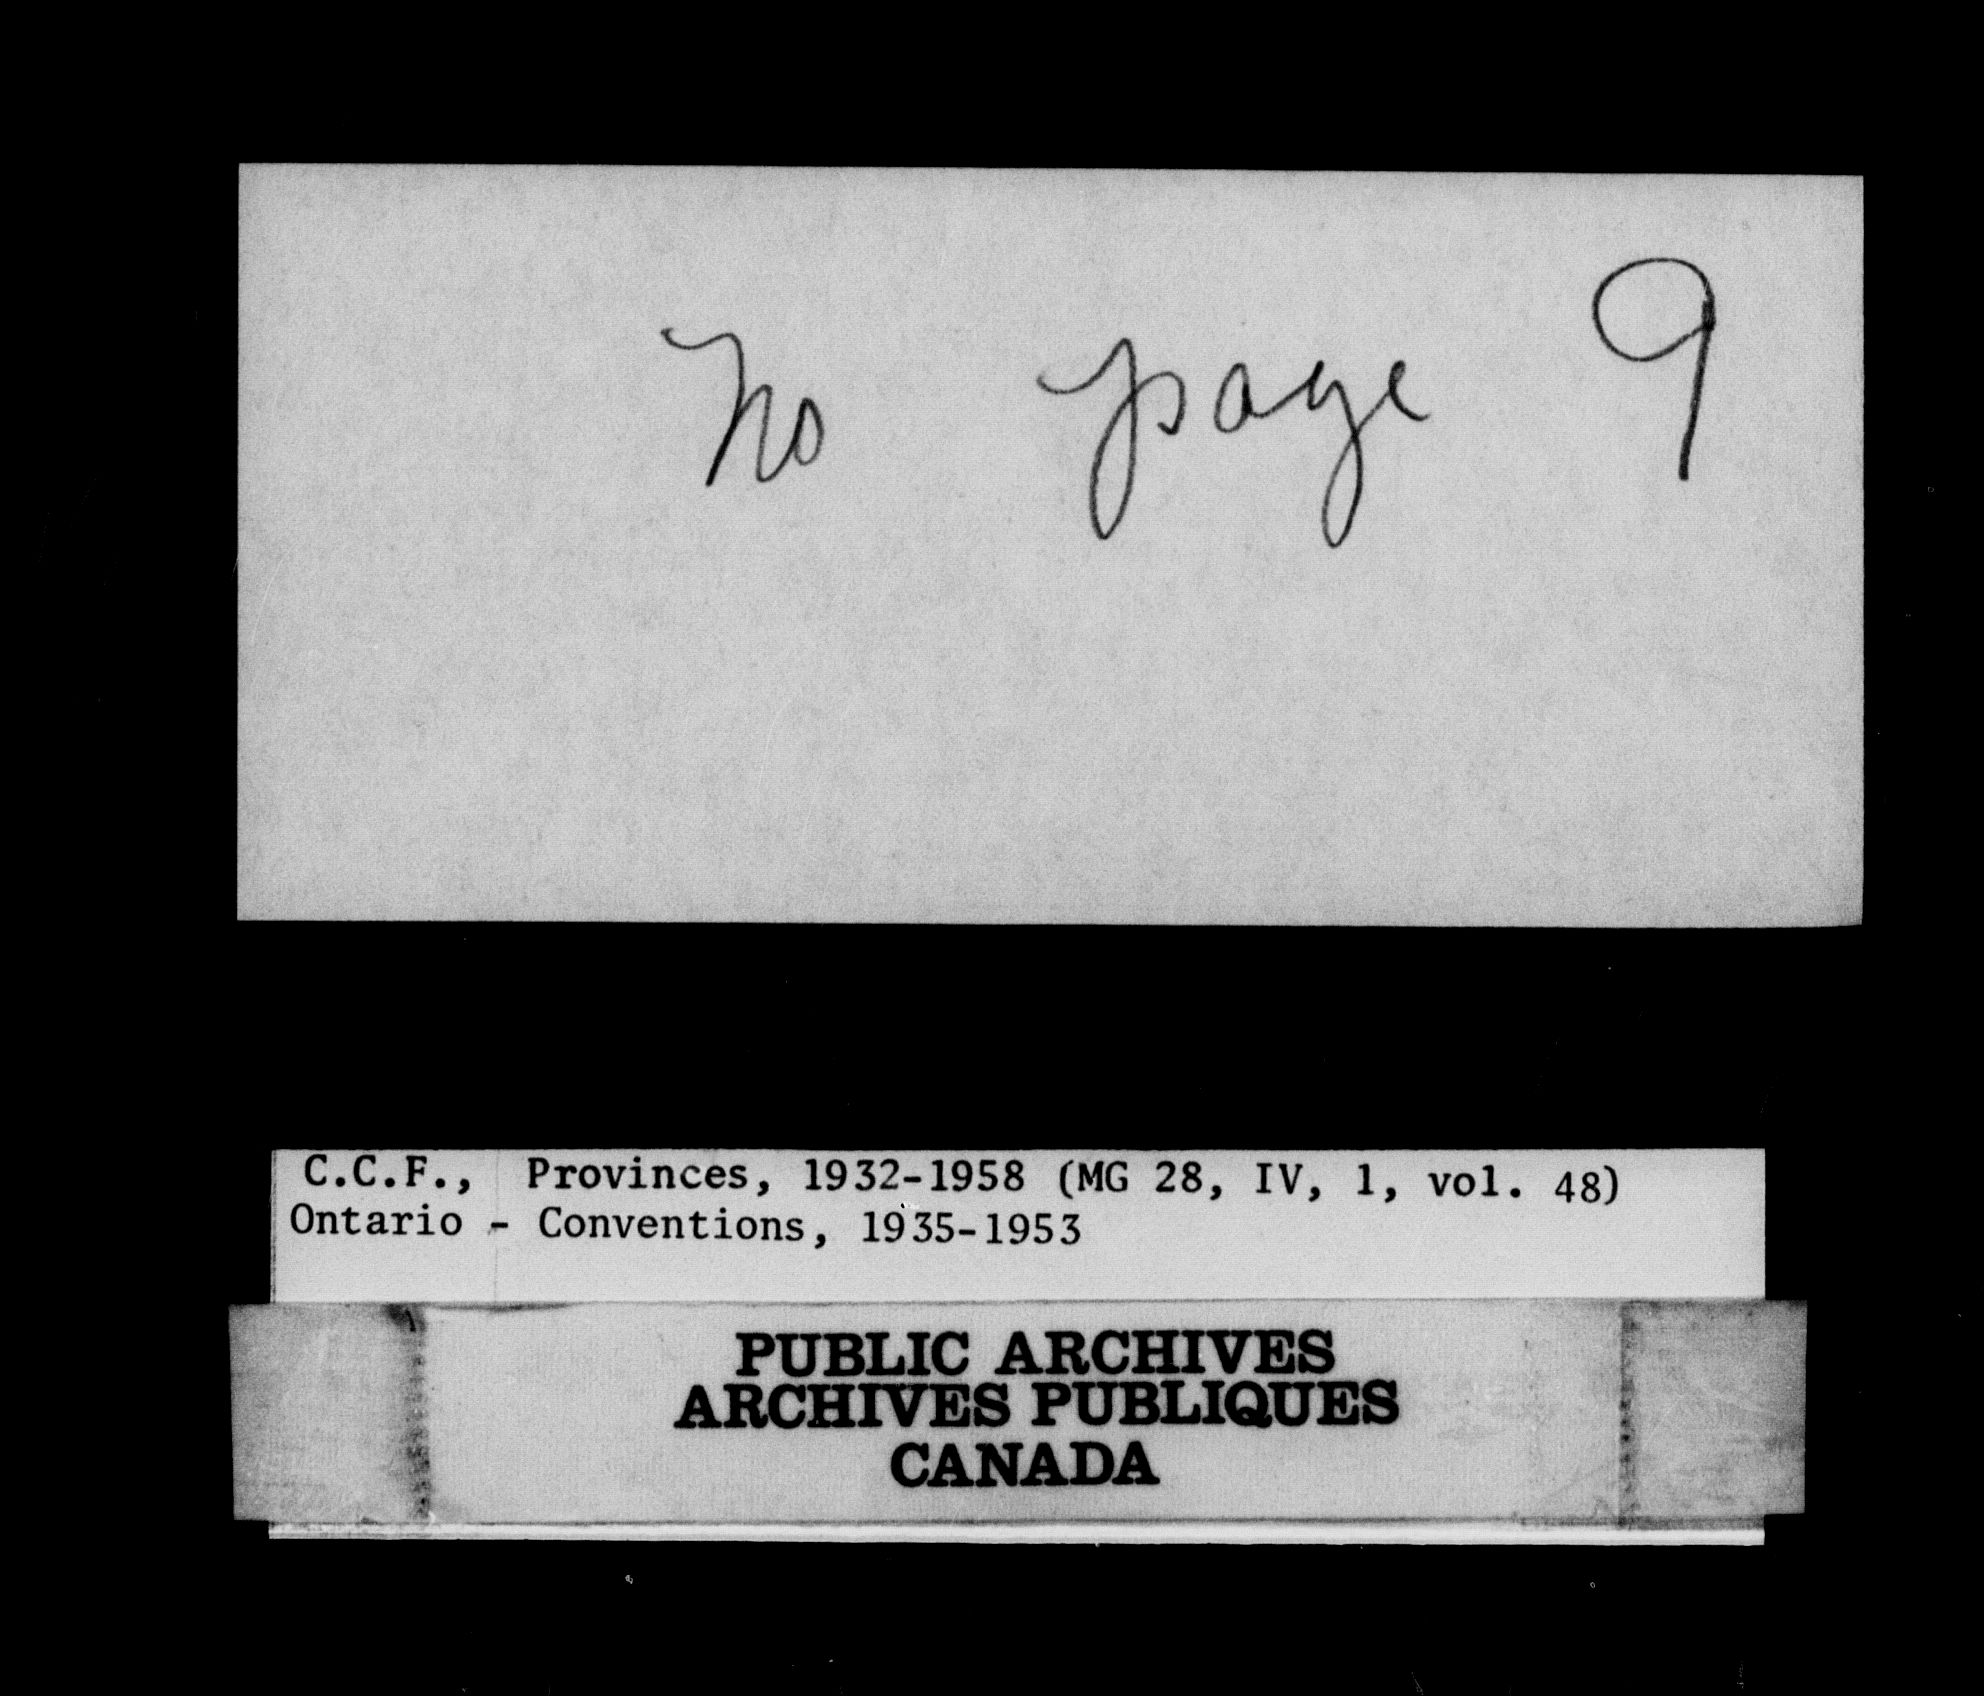 No page 9
C.C.F., Provinces, 1932-1958 (MG 28, IV, 1, vol. 48)
Ontario - Conventions, 1935-1953
PUBLIC ARCHIVES
ARCHIVES PUBLIQUES
CANADA